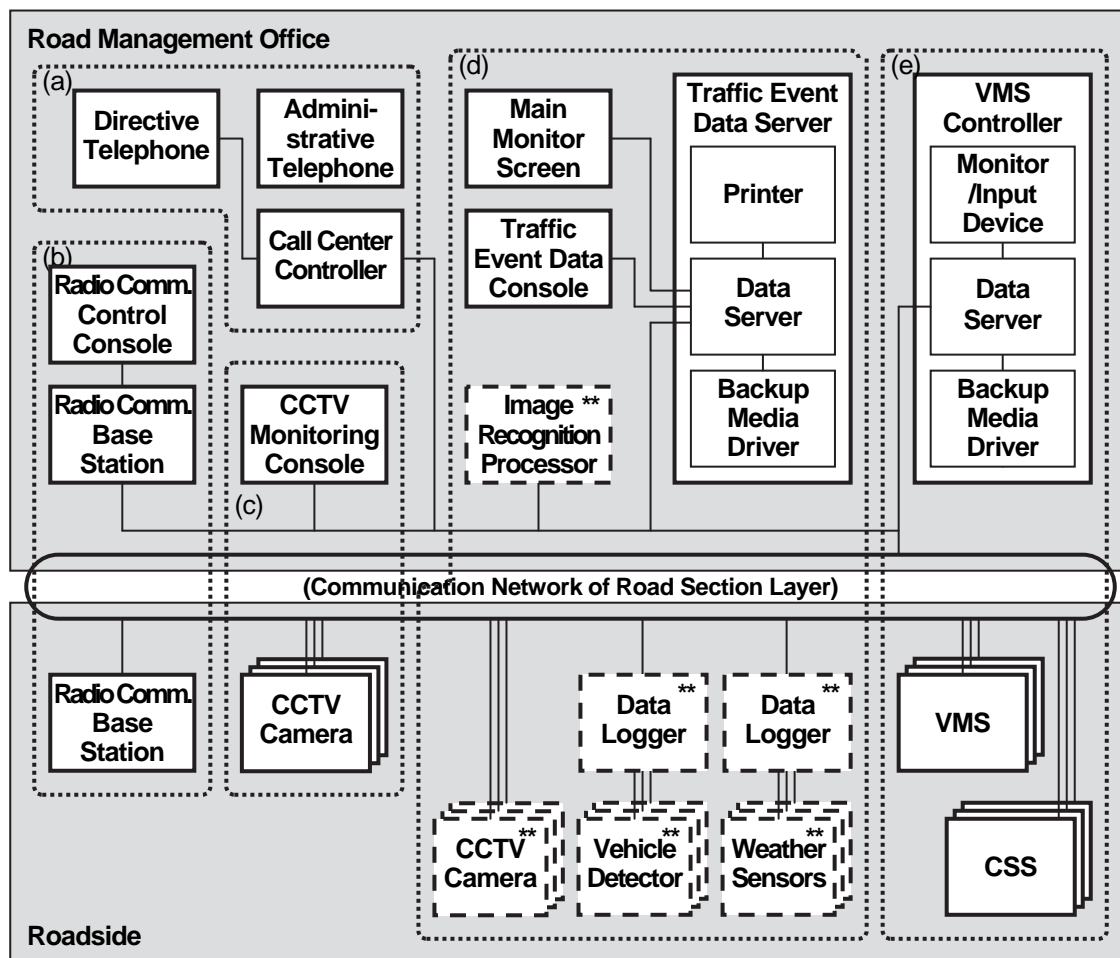 Road Management Office
(a)
Directive
Telephone
Admini-
strative
Telephone
Call Center
Controller
(b)
Radio Comm.
Control
Console
Radio Comm.
Base
Station
CCTV
Monitoring
Console
(c)
(d)
Main
Monitor
Screen
Traffic
Event Data
Console
Image **
Recognition
Processor
Traffic Event
Data Server
Printer
Data
Server
Backup
Media
Driver
(e)
VMS
Controller
Monitor
/Input
Device
Data
Server
Backup
Media
Driver
(Communication Network of Road Section Layer)
Radio Comm.
Base
Station
CCTV
Camera
Data **
Logger
Data **
Logger
VMS
CCTV **
Camera
Vehicle **
Detector
Weather **
Sensors
CSS
Roadside